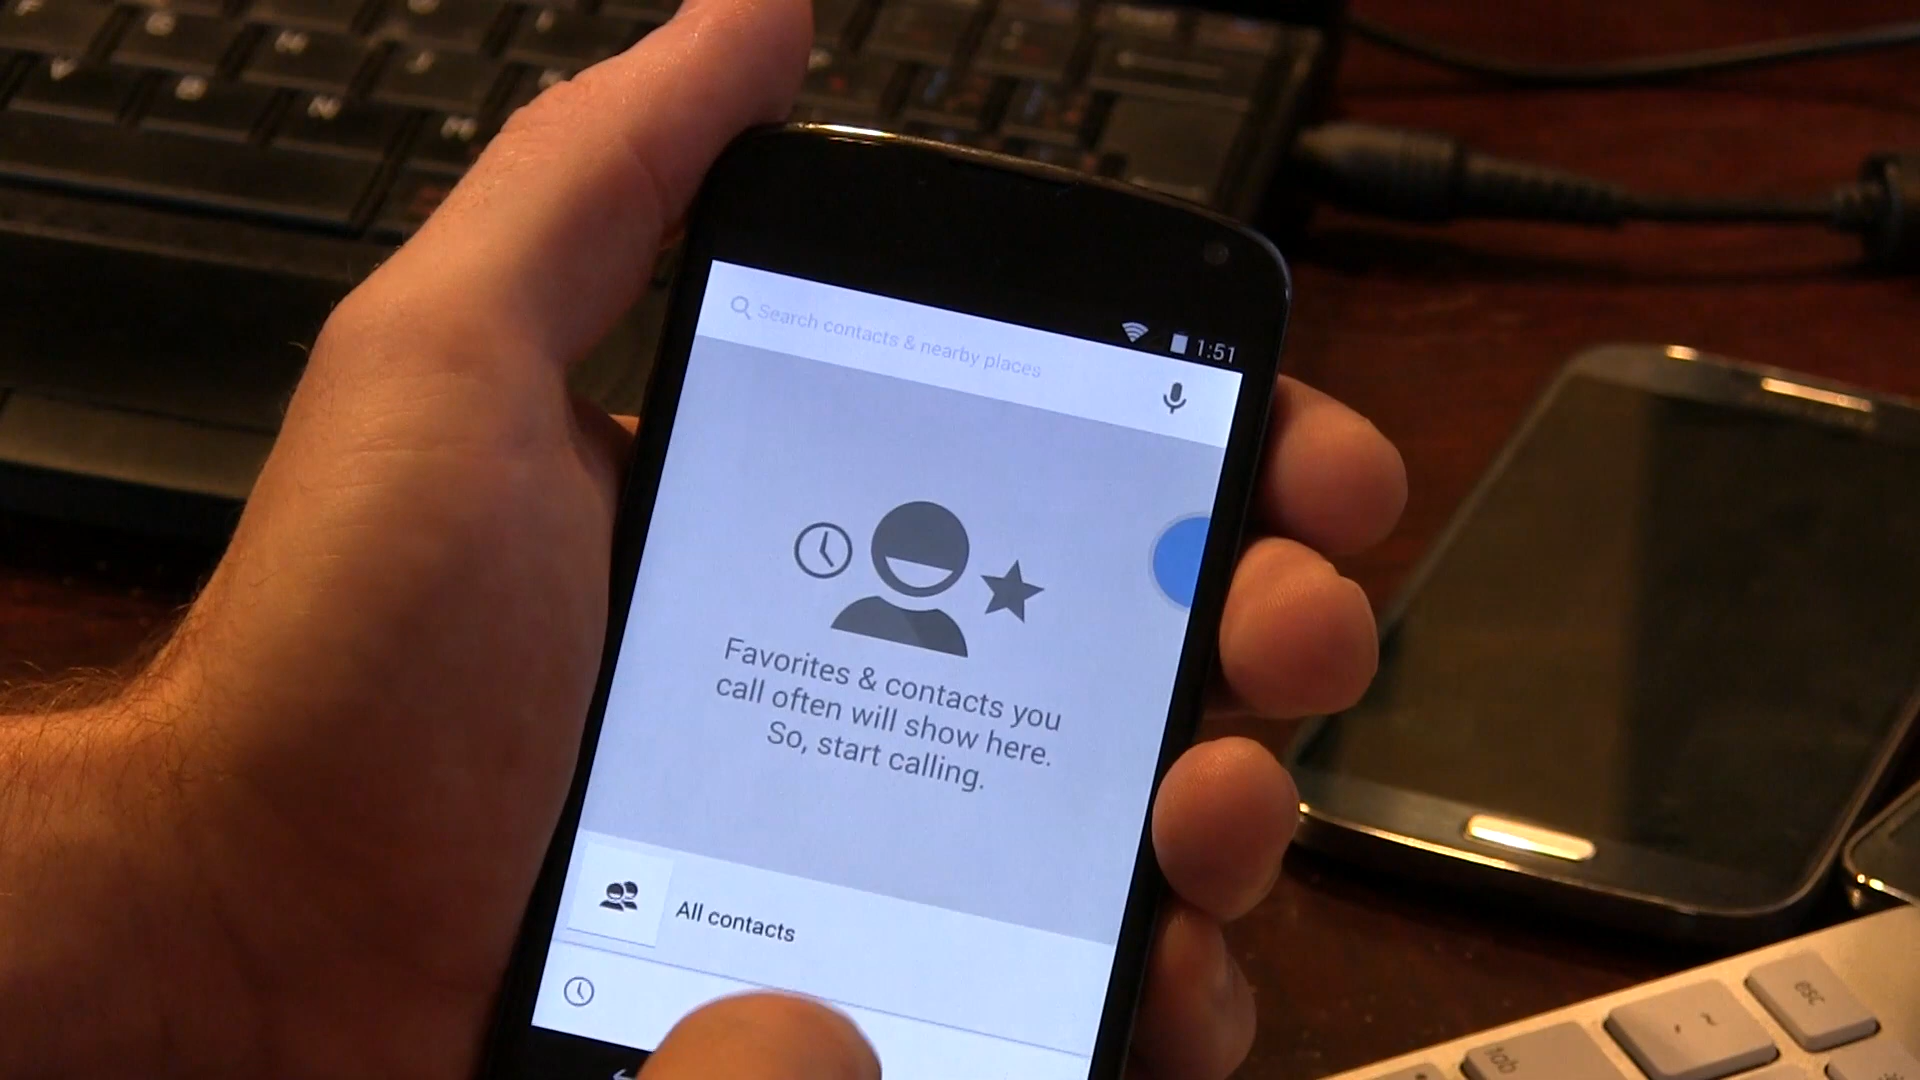 1:51
Search contacts & nearby places
Favorites & contacts you
call often will show here.
So, start calling.
All contacts
esc
~
tab
V
B
N
M